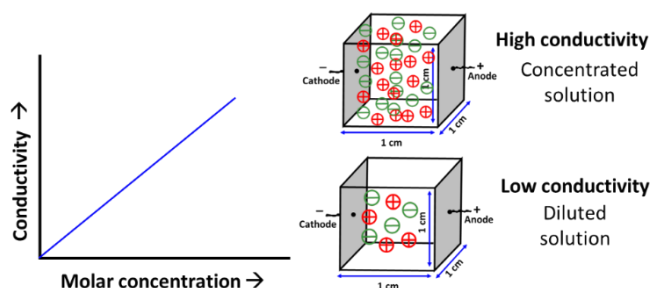 Conductivity →
Molar concentration →
−
Cathode
+
Anode
1 cm
1 cm
1 cm
High conductivity
Concentrated
solution
−
Cathode
+
Anode
1 cm
1 cm
1 cm
Low conductivity
Diluted
solution